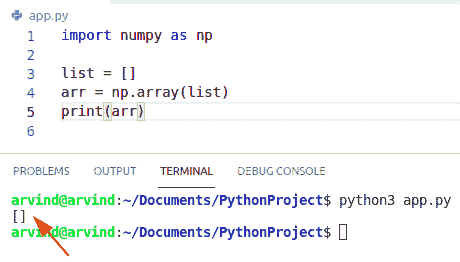 app.py
1 import numpy as np
2
3 list = []
4 arr = np.array(list)
5 print(arr)
6
PROBLEMS OUTPUT TERMINAL DEBUG CONSOLE
arvind@arvind:~/Documents/PythonProject$ python3 app.py
[]
arvind@arvind:~/Documents/PythonProject$